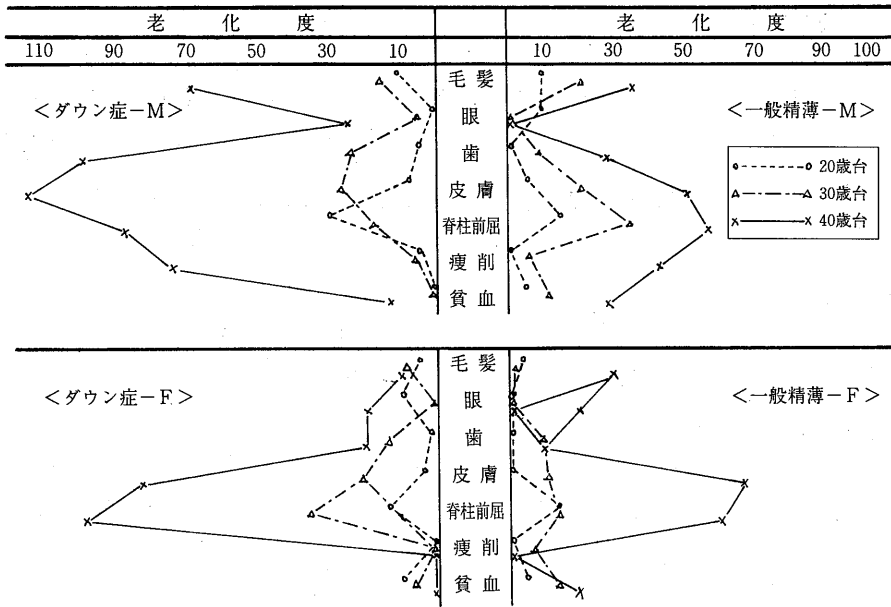 老化度 老化度
110 90 70 50 30 10 10 30 50 70 90 100
毛髪
<ダウン症-M> <一般精薄-M>
眼
歯
20歳台
皮膚
30歳台
脊柱前屈
40歳台
痩削
貧血
毛髪
<ダウン症-F> <一般精薄-F>
眼
歯
皮膚
脊柱前屈
痩削
貧血